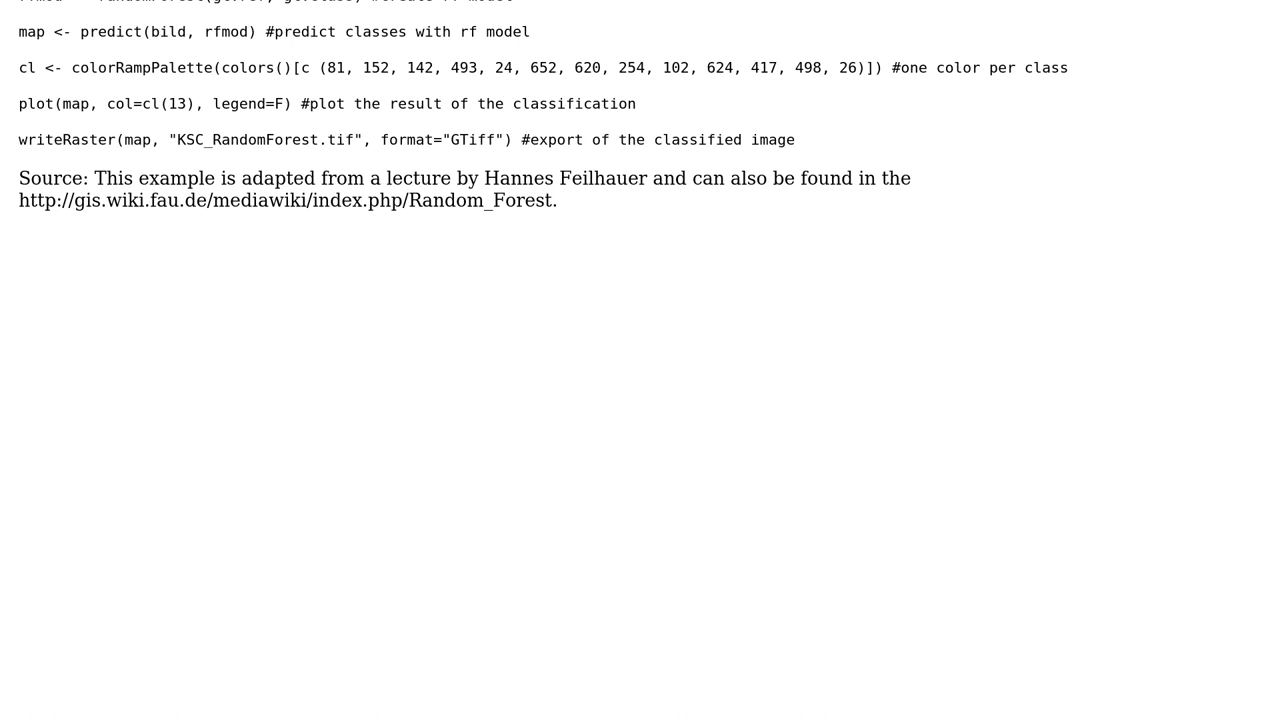 map <- predict(bild, rfmod) #predict classes with rf model
cl <- colorRampPalette(colors()[c (81, 152, 142, 493, 24, 652, 620, 254, 102, 624, 417, 498, 26)]) #one color per class
plot(map, col=cl(13), legend=F) #plot the result of the classification
writeRaster(map, "KSC_RandomForest.tif", format="GTiff") #export of the classified image
Source: This example is adapted from a lecture by Hannes Feilhauer and can also be found in the
http://gis.wiki.fau.de/mediawiki/index.php/Random_Forest.